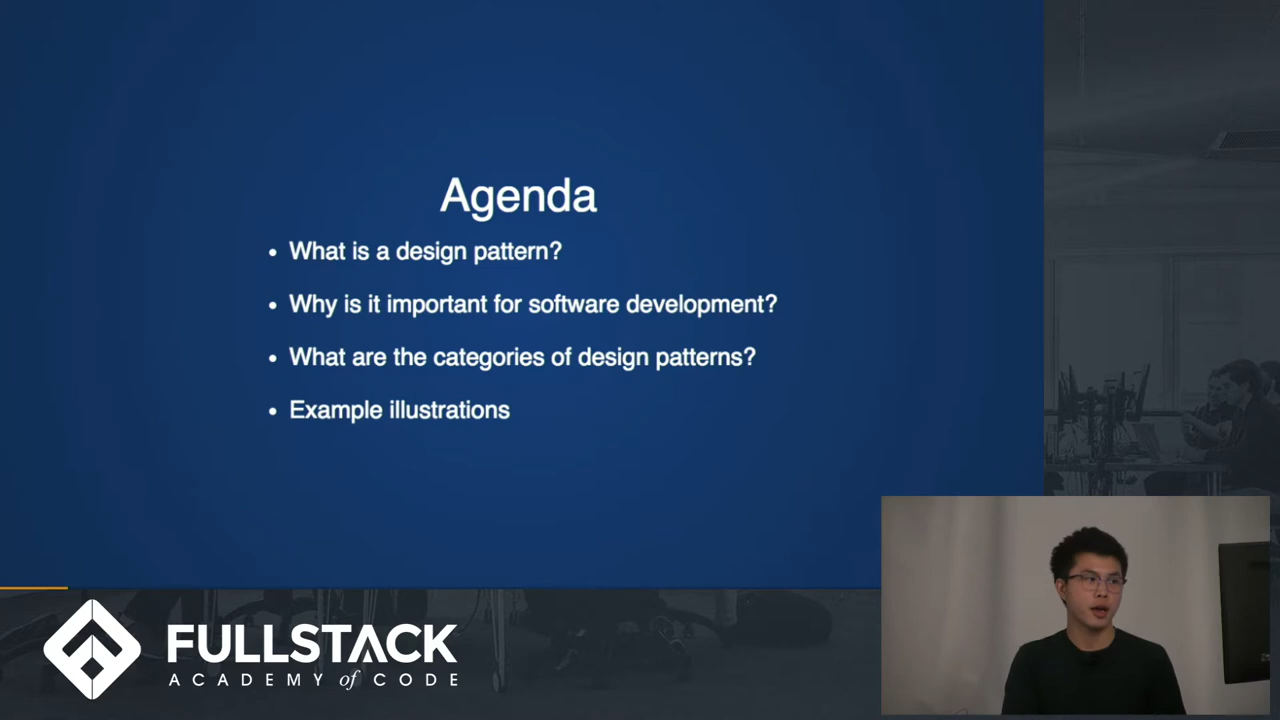 Agenda
• What is a design pattern?
• Why is it important for software development?
• What are the categories of design patterns?
• Example illustrations
FULLSTACK
ACADEMY of CODE